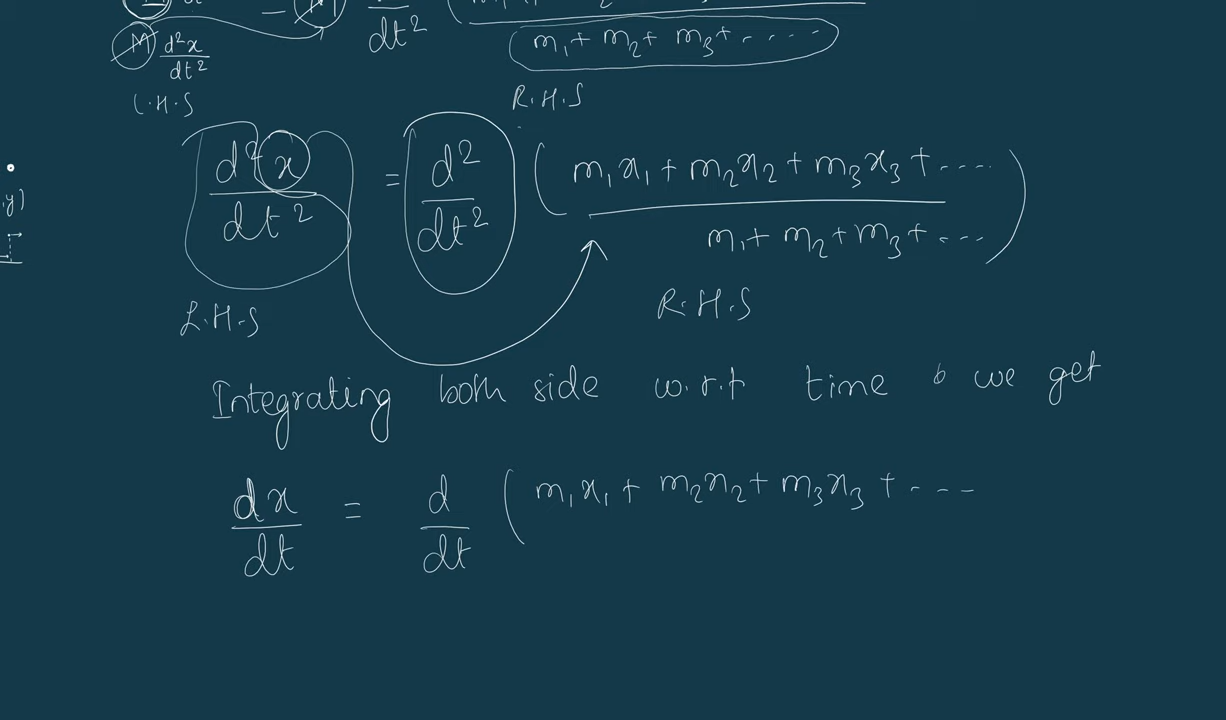 dt²
m₁ + m₂ + m₃ + .....
M d²x/dt²
L.H.S
R.H.S
d²x/dt² = d²/dt² ( m₁x₁ + m₂x₂ + m₃x₃ + .... / m₁ + m₂ + m₃ + ... )
L.H.S
R.H.S
Integrating both side w.r.t time we get
dx/dt = d/dt ( m₁x₁ + m₂x₂ + m₃x₃ + ...